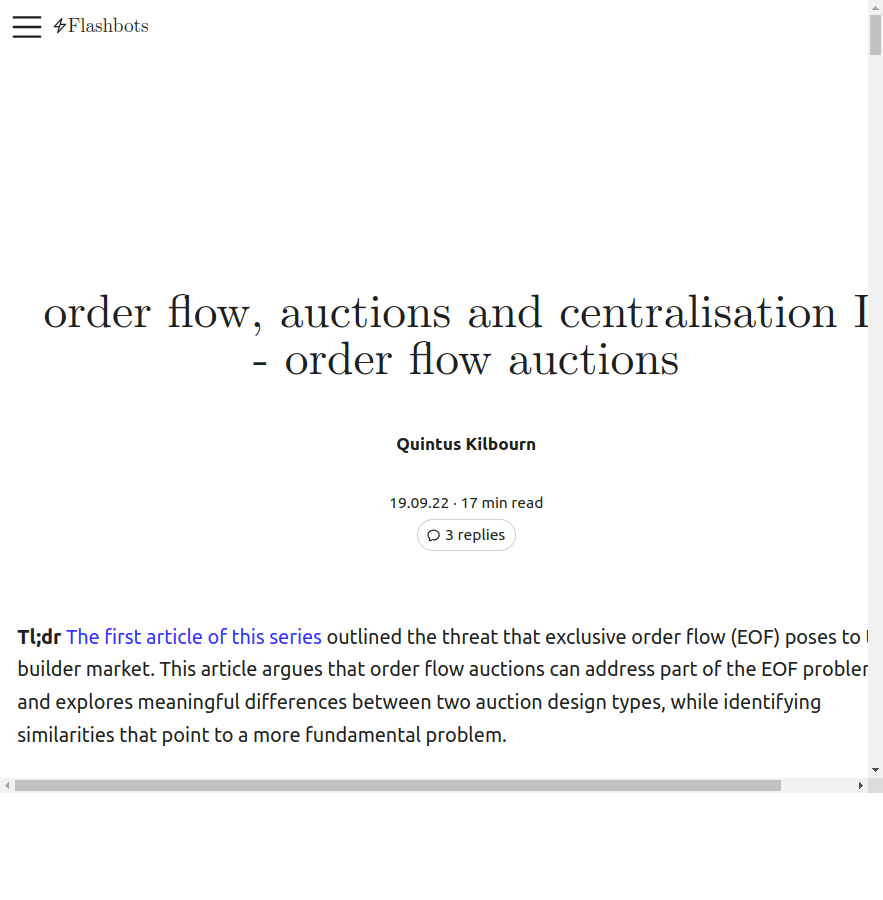 Flashbots
order flow, auctions and centralisation
- order flow auctions
Quintus Kilbourn
19.09.22 · 17 min read
3 replies
Tl;dr The first article of this series outlined the threat that exclusive order flow (EOF) poses to
builder market. This article argues that order flow auctions can address part of the EOF
and explores meaningful differences between two auction design types, while identifying
similarities that point to a more fundamental problem.